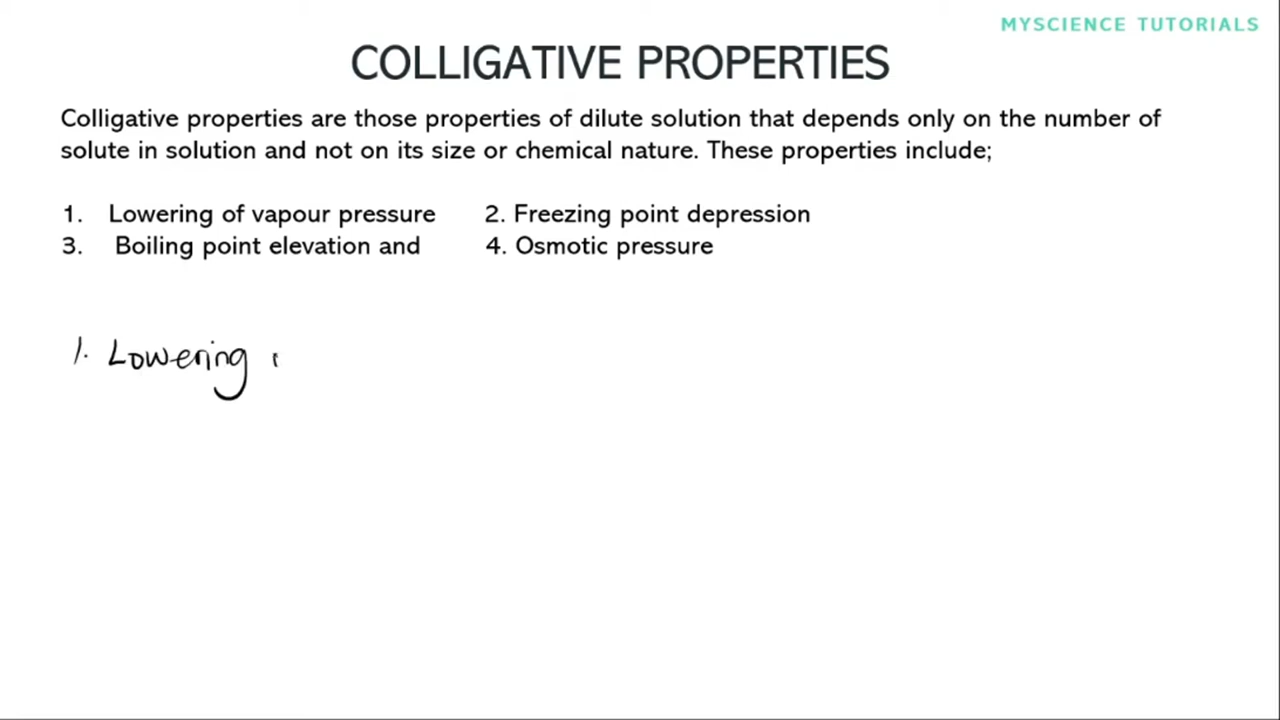 MYSCIENCE TUTORIALS
COLLIGATIVE PROPERTIES
Colligative properties are those properties of dilute solution that depends only on the number of
solute in solution and not on its size or chemical nature. These properties include;
1. Lowering of vapour pressure 2. Freezing point depression
3. Boiling point elevation and 4. Osmotic pressure
1. Lowering